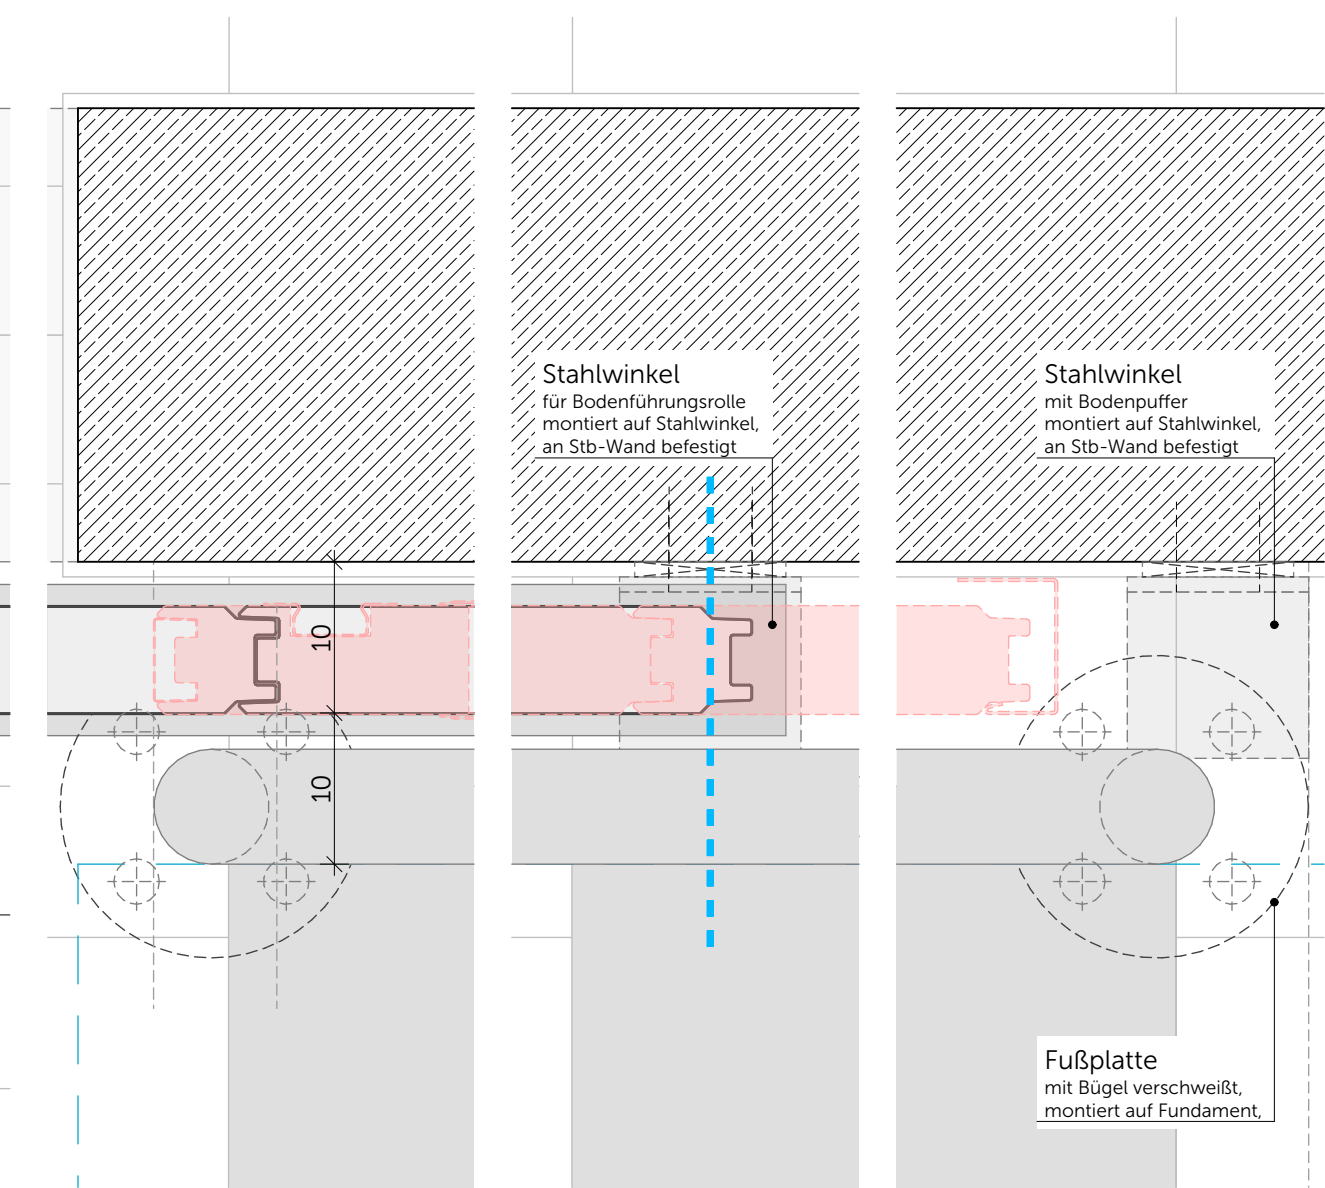 Stahlwinkel
für Bodenführungsrolle
montiert auf Stahlwinkel,
an Stb-Wand befestigt
Stahlwinkel
mit Bodenpuffer
montiert auf Stahlwinkel,
an Stb-Wand befestigt
10
10
Fußplatte
mit Bügel verschweißt,
montiert auf Fundament,